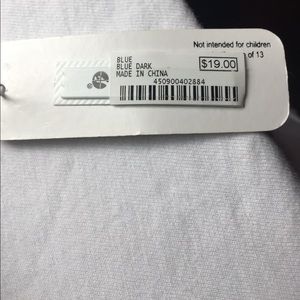 Not intended for children
of 13
BLUE
BLUE DARK
$19.00
MADE IN CHINA
450900402884
®